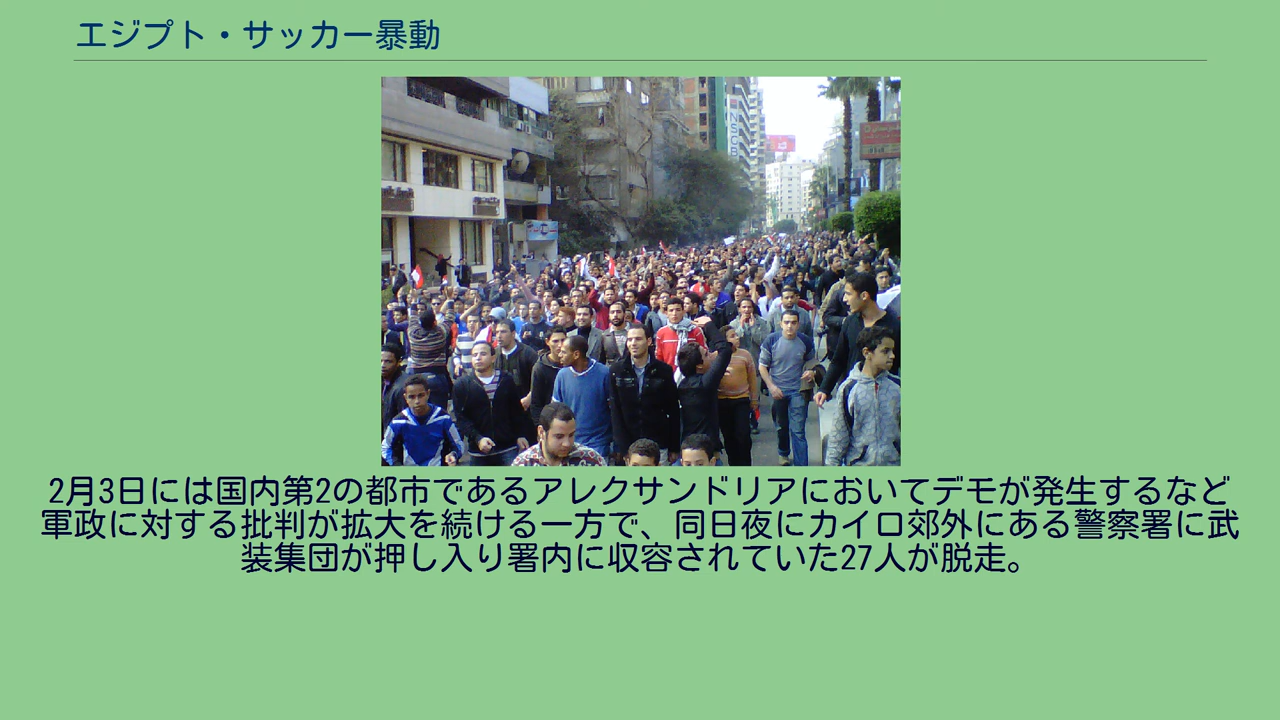 エジプト・サッカー暴動
NSCB
2月3日には国内第2の都市であるアレクサンドリアにおいてデモが発生するなど
軍政に対する批判が拡大を続ける一方で、同日夜にカイロ郊外にある警察署に武
装集団が押し入り署内に収容されていた27人が脱走。